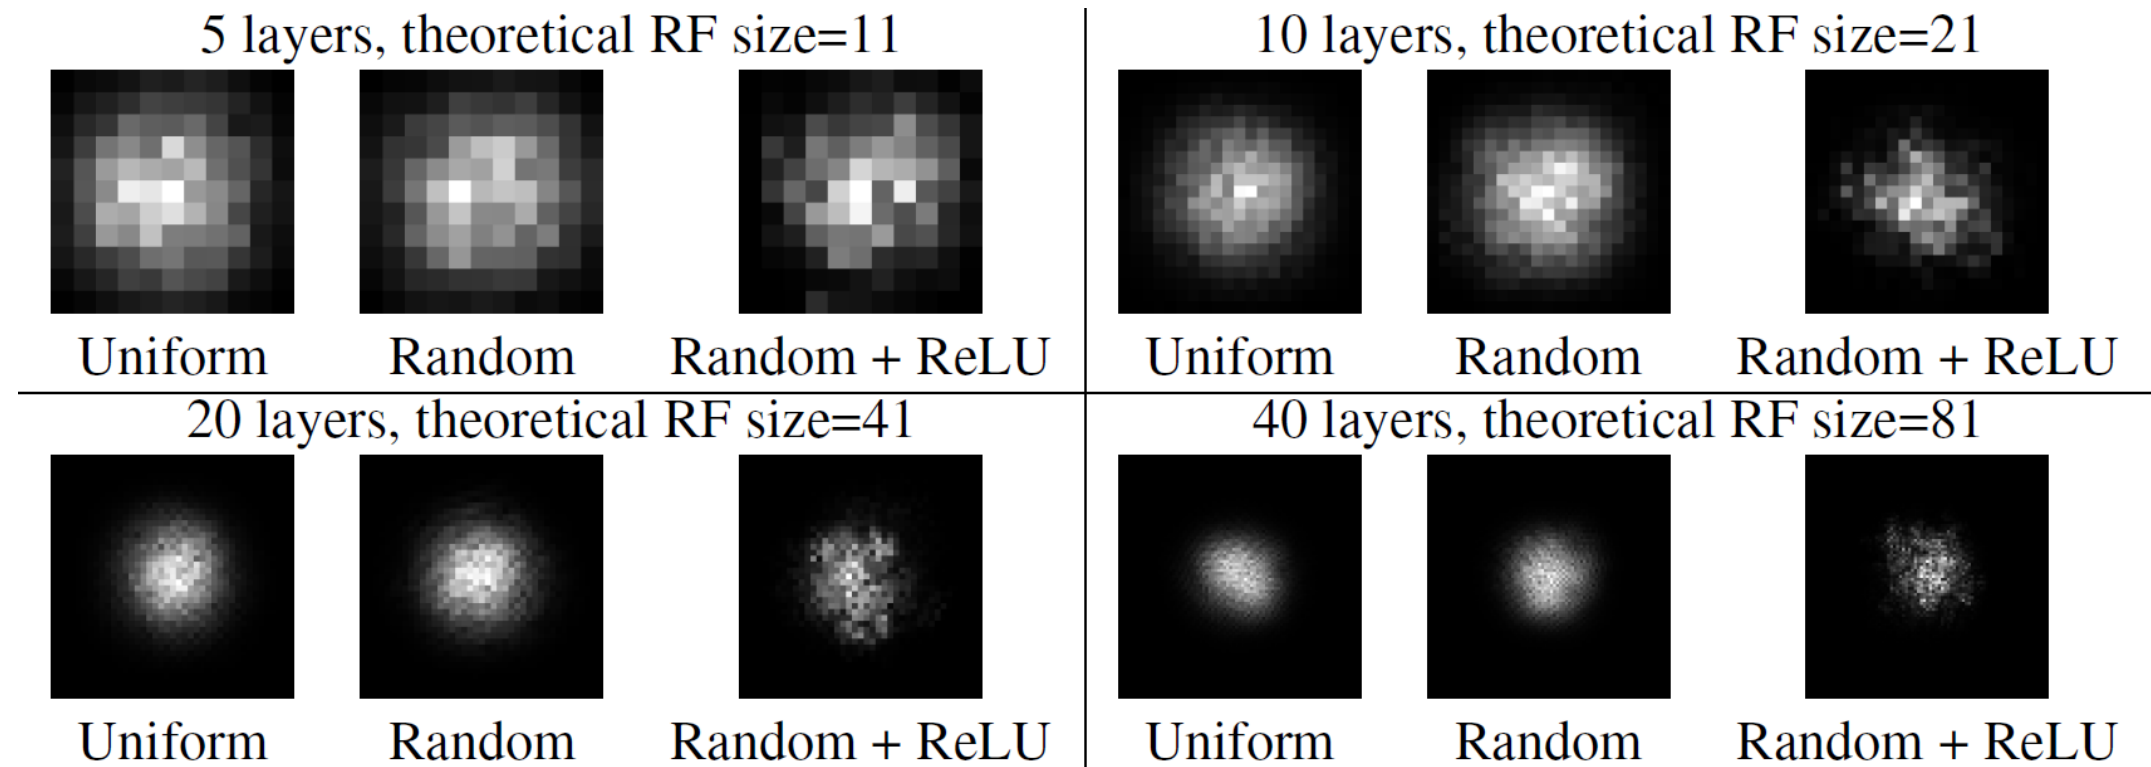 5 layers, theoretical RF size=11
Uniform Random Random + ReLU
10 layers, theoretical RF size=21
Uniform Random Random + ReLU
20 layers, theoretical RF size=41
Uniform Random Random + ReLU
40 layers, theoretical RF size=81
Uniform Random Random + ReLU